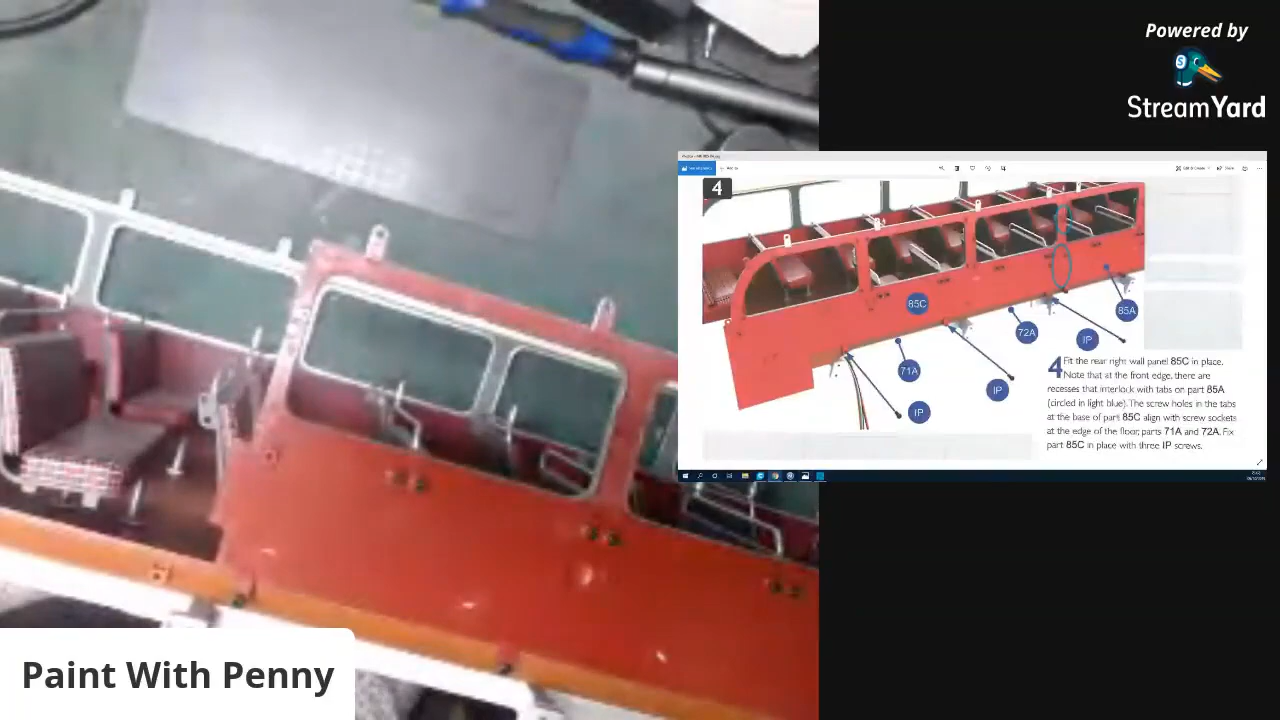 Powered by
StreamYard
4
85C
85A
72A
IP
71A
IP
IP
4 Fit the rear right wall panel 85C in place.
Note that at the front edge, there are
recesses that interlock with tabs on part 85A
(circled in light blue). The screw holes in the tabs
at the base of part 85C align with screw sockets
at the edge of the floor, parts 71A and 72A. Fix
part 85C in place with three IP screws.
Paint With Penny